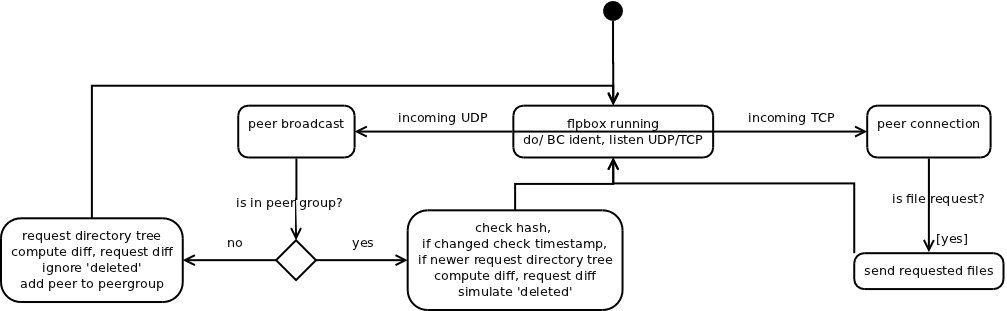 peer broadcast
incoming UDP
flpbox running
do/ BC ident, listen UDP/TCP
incoming TCP
peer connection
is in peer group?
is file request?
request directory tree
compute diff, request diff
ignore 'deleted'
add peer to peergroup
no
yes
check hash,
if changed check timestamp,
if newer request directory tree
compute diff, request diff
simulate 'deleted'
[yes]
send requested files